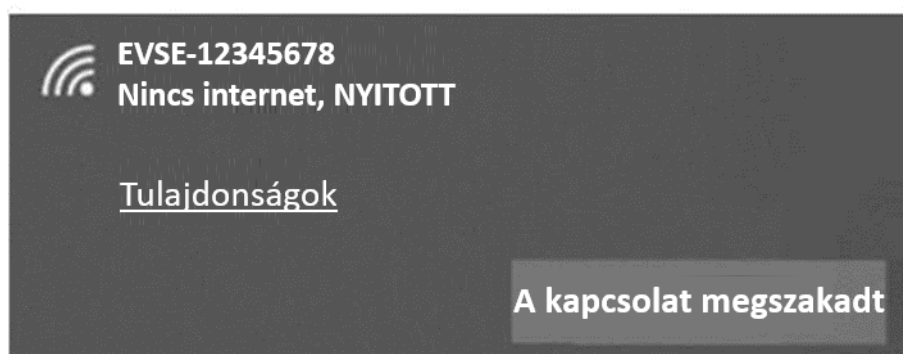 EVSE-12345678
Nincs internet, NYITOTT
Tulajdonságok
A kapcsolat megszakadt